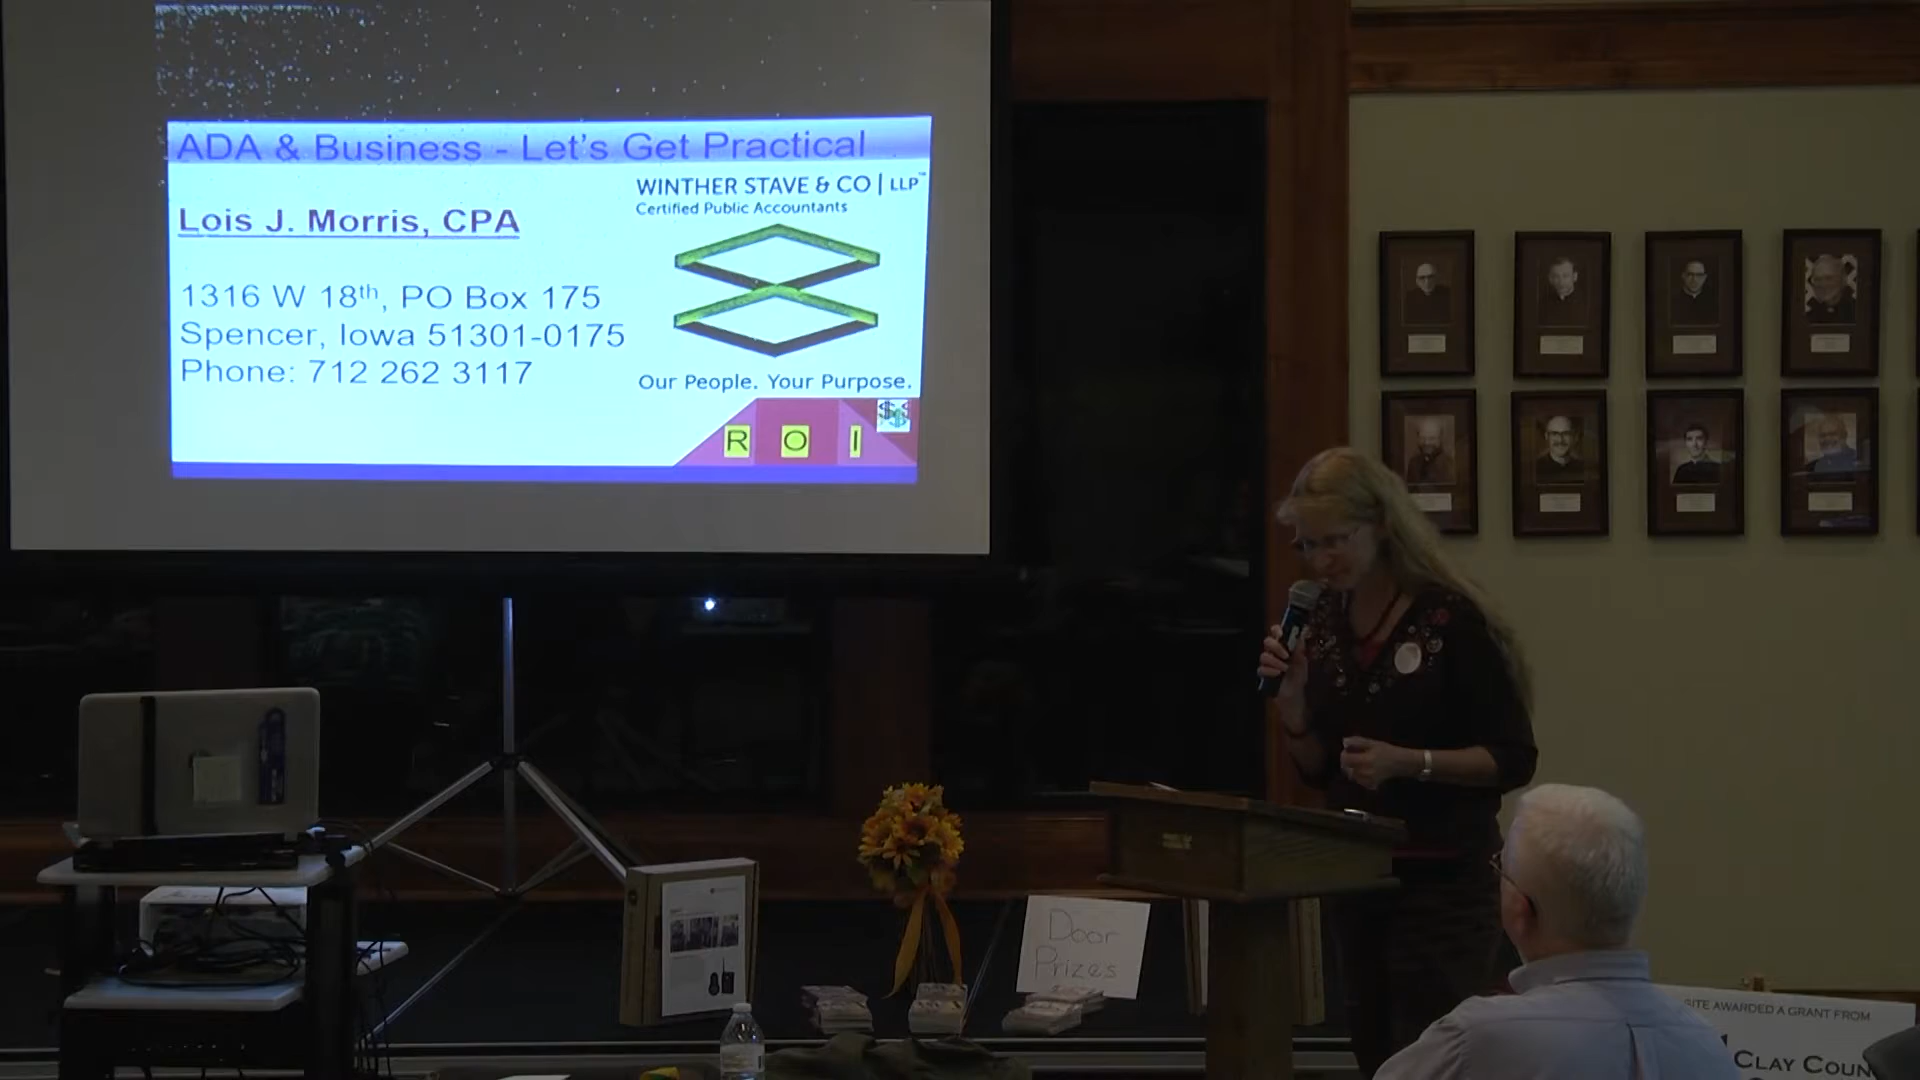 ADA & Business - Let's Get Practical
WINTHER STAVE & CO | LLP™
Certified Public Accountants
Lois J. Morris, CPA
1316 W 18th, PO Box 175
Spencer, Iowa 51301-0175
Phone: 712 262 3117
Our People. Your Purpose.
R O I
Door
Prizes
SITE AWARDED A GRANT FROM
CLAY COUN